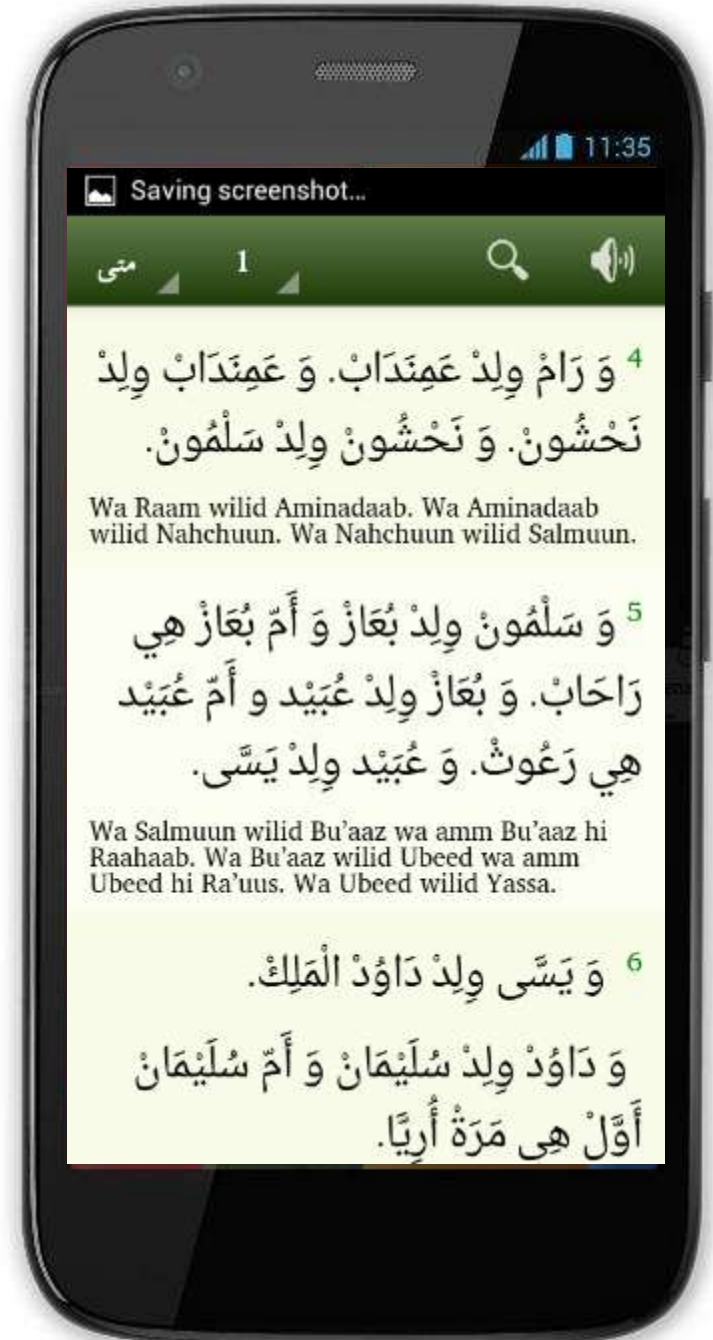 11:35
Saving screenshot...
متى 1
4 وَ رَامْ وِلِدْ عَمِنَدَابْ. وَ عَمِنَدَابْ وِلِدْ
نَحْشُونْ. وَ نَحْشُونْ وِلِدْ سَلْمُونْ.
Wa Raam wilid Aminadaab. Wa Aminadaab
wilid Nahchuun. Wa Nahchuun wilid Salmuun.
5 وَ سَلْمُونْ وِلِدْ بُعَازْ وَ أَمّ بُعَازْ هِي
رَاحَابْ. وَ بُعَازْ وِلِدْ عُبَيْد و أَمّ عُبَيْد
هِي رَعُوثْ. وَ عُبَيْد وِلِدْ يَسَّى.
Wa Salmuun wilid Bu’aaz wa amm Bu’aaz hi
Raahaab. Wa Bu’aaz wilid Ubeed wa amm
Ubeed hi Ra’uus. Wa Ubeed wilid Yassa.
6 وَ يَسَّى وِلِدْ دَاوُدْ الْمَلِكْ.
وَ دَاوُدْ وِلِدْ سُلَيْمَانْ وَ أَمّ سُلَيْمَانْ
أَوَّلْ هِي مَرَةْ أُرِيَّا.